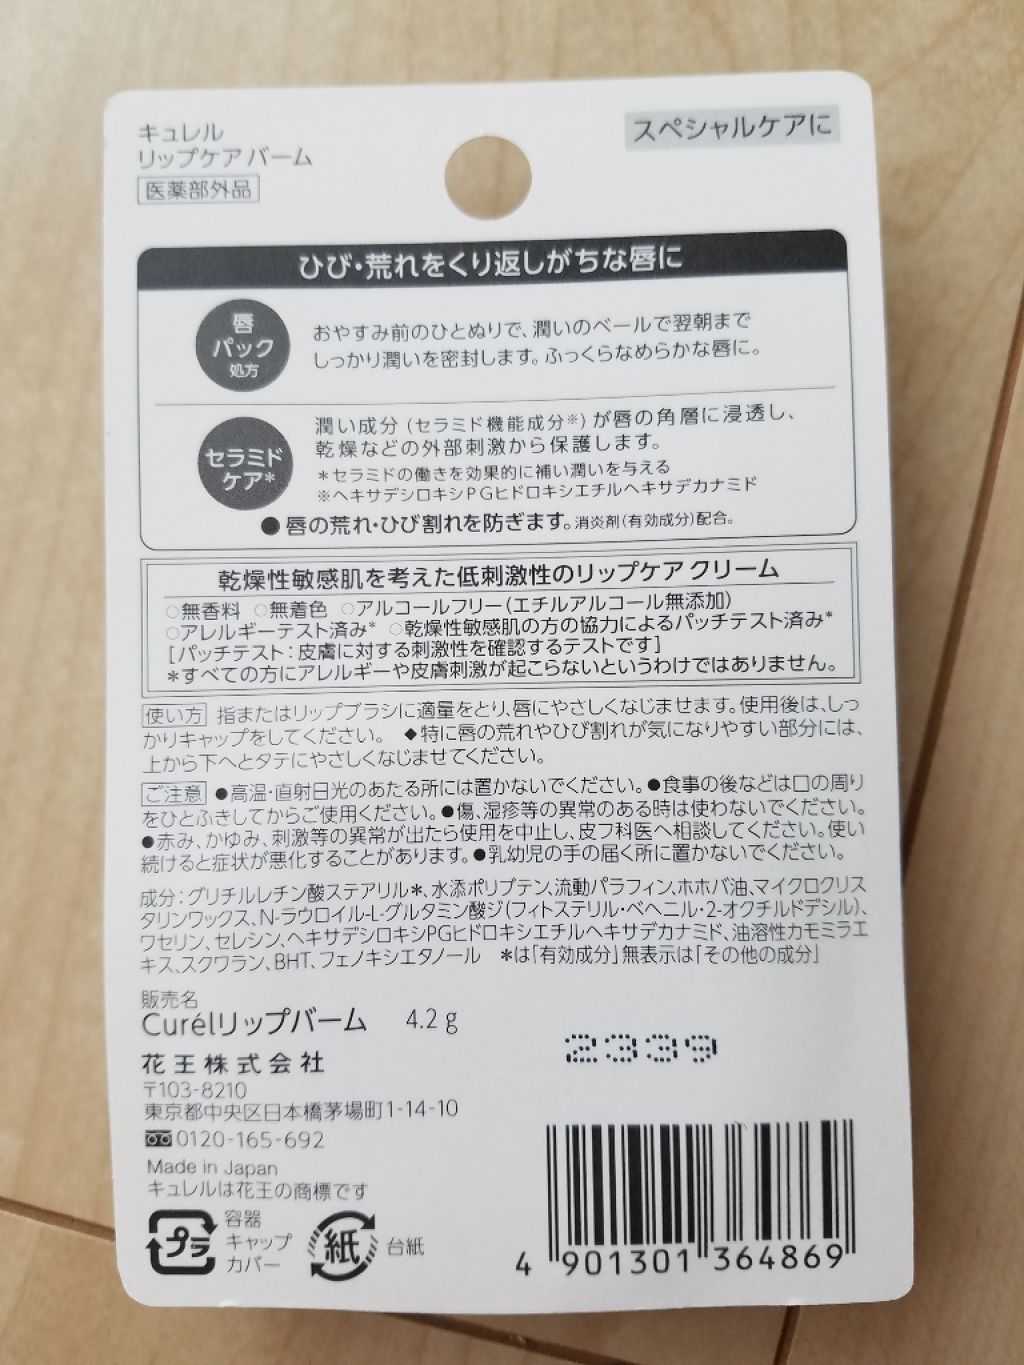 キュレル
リップケア バーム
医薬部外品
スペシャルケアに
ひび・荒れをくり返しがちな唇に
唇
パック
処方
おやすみ前のひとぬりで、潤いのベールで翌朝まで
しっかり潤いを密封します。ふっくらなめらかな唇に。
セラミド
ケア*
潤い成分（セラミド機能成分※）が唇の角層に浸透し、
乾燥などの外部刺激から保護します。
*セラミドの働きを効果的に補い潤いを与える
※ヘキサデシロキシPGヒドロキシエチルヘキサデカナミド
●唇の荒れ・ひび割れを防ぎます。消炎剤（有効成分）配合。
乾燥性敏感肌を考えた低刺激性のリップケア クリーム
○無香料 ○無着色 ○アルコールフリー（エチルアルコール無添加）
○アレルギーテスト済み* ○乾燥性敏感肌の方の協力によるパッチテスト済み*
[パッチテスト：皮膚に対する刺激性を確認するテストです]
*すべての方にアレルギーや皮膚刺激が起こらないというわけではありません。
使い方 指またはリップブラシに適量をとり、唇にやさしくなじませます。使用後は、しっ
かりキャップをしてください。 ◆特に唇の荒れやひび割れが気になりやすい部分には、
上から下へとタテにやさしくなじませてください。
ご注意 ●高温・直射日光のあたる所には置かないでください。●食事の後などは口の周り
をひとふきしてからご使用ください。●傷、湿疹等の異常のある時は使わないでください。
●赤み、かゆみ、刺激等の異常が出たら使用を中止し、皮フ科医へ相談してください。使い
続けると症状が悪化することがあります。●乳幼児の手の届く所に置かないでください。
成分：グリチルレチン酸ステアリル*、水添ポリブテン、流動パラフィン、ホホバ油、マイクロクリス
タリンワックス、N-ラウロイル-L-グルタミン酸ジ（フィトステリル・ベヘニル・2-オクチルドデシル）、
ワセリン、セレシン、ヘキサデシロキシPGヒドロキシエチルヘキサデカナミド、油溶性カモミラエ
キス、スクワラン、BHT、フェノキシエタノール *は「有効成分」無表示は「その他の成分」
販売名
Curélリップバーム 4.2 g
2339
花王株式会社
〒103-8210
東京都中央区日本橋茅場町1-14-10
0120-165-692
Made in Japan
キュレルは花王の商標です
プラ
容器
キャップ
カバー
紙
台紙
4 901301 364869